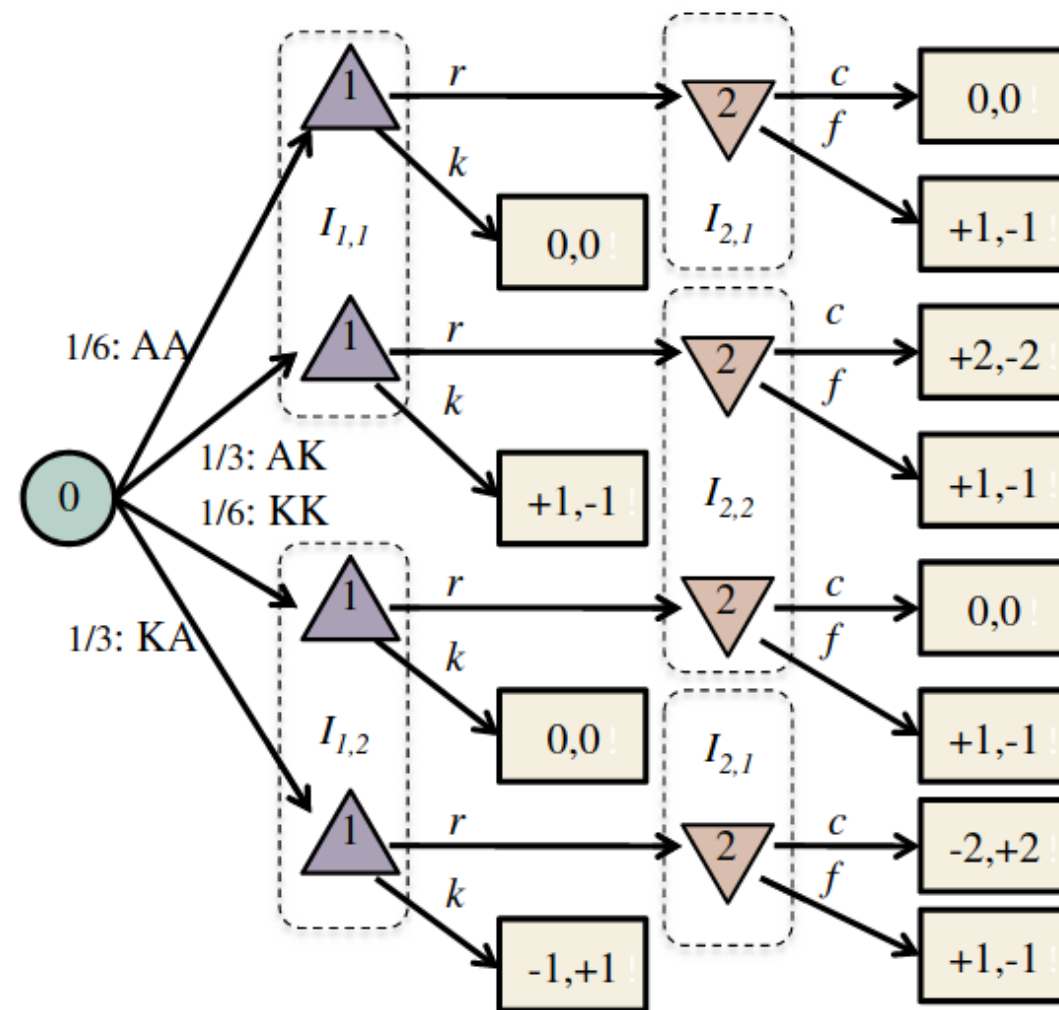 1
r
2
c
0,0
f
k
I1,1
0,0
I2,1
+1,-1
1/6: AA
1
r
2
c
+2,-2
f
k
1/3: AK
+1,-1
I2,2
+1,-1
0
1/6: KK
1
r
2
c
0,0
f
1/3: KA
k
I1,2
0,0
I2,1
+1,-1
1
r
2
c
-2,+2
f
k
-1,+1
+1,-1